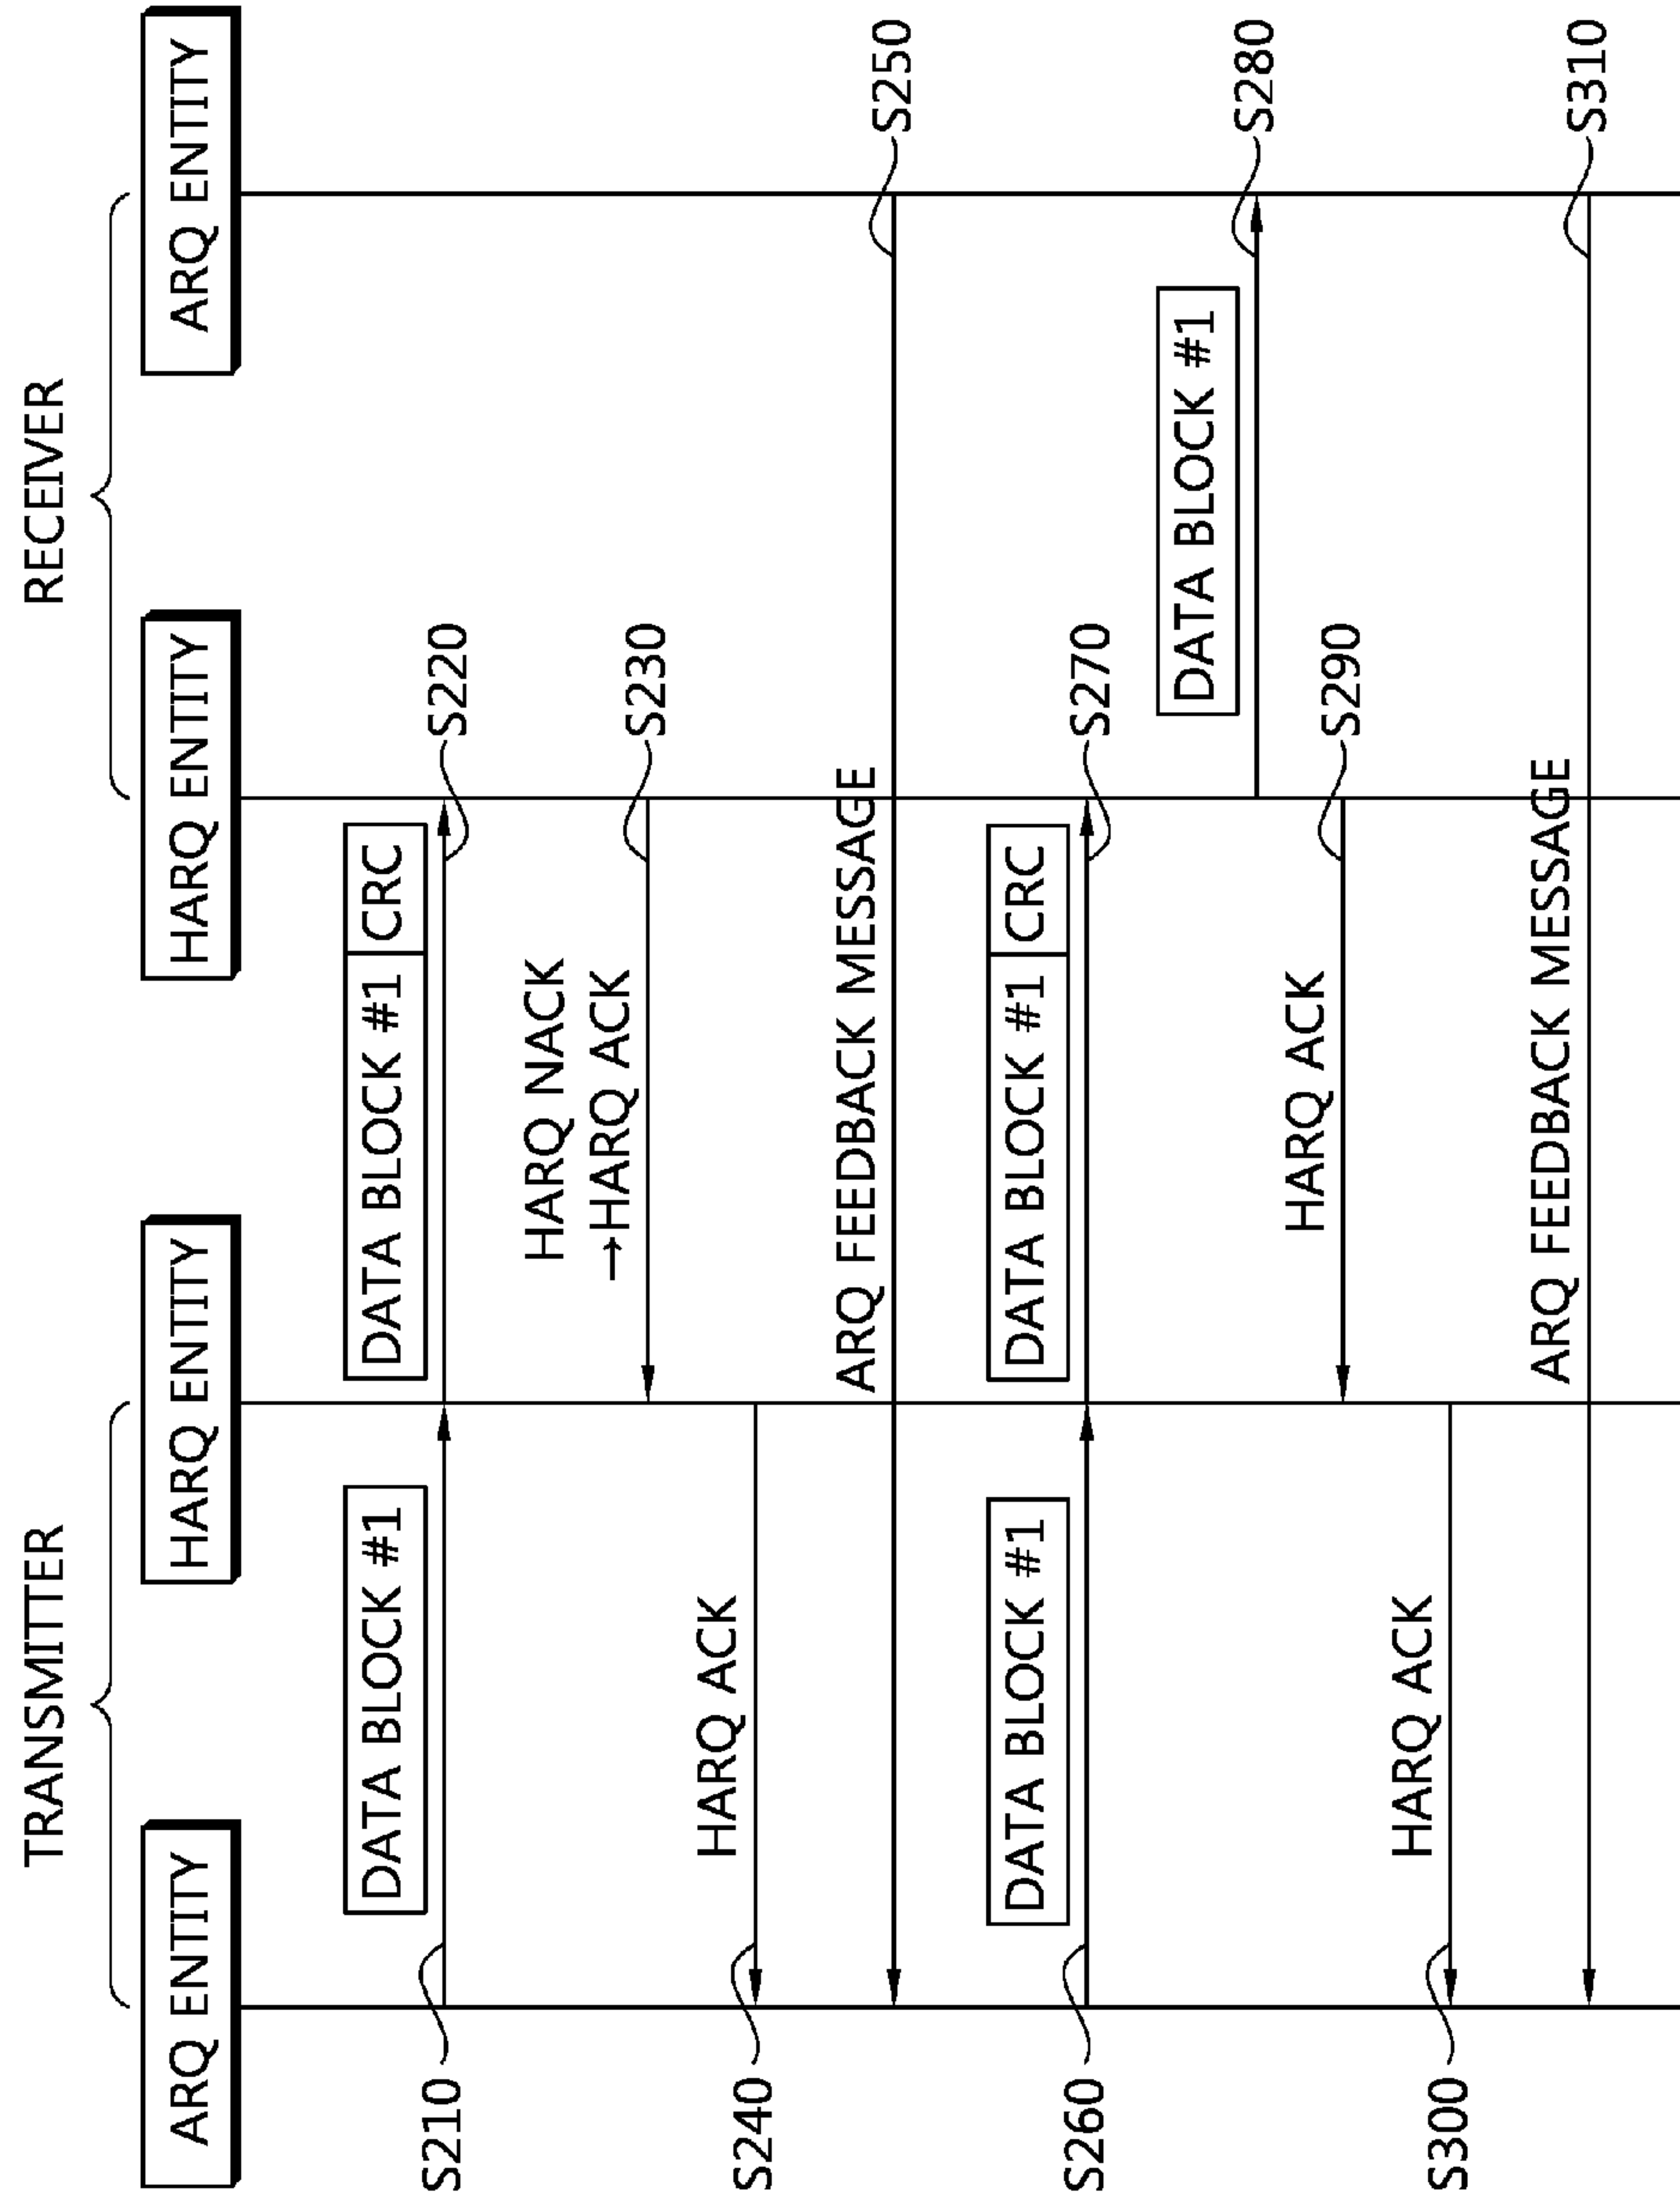 TRANSMITTER
RECEIVER
ARQ ENTITY
HARQ ENTITY
HARQ ENTITY
ARQ ENTITY
S210
DATA BLOCK #1
DATA BLOCK #1 CRC
S220
HARQ NACK
→HARQ ACK
S230
S240
HARQ ACK
ARQ FEEDBACK MESSAGE
S250
S260
DATA BLOCK #1
DATA BLOCK #1 CRC
S270
DATA BLOCK #1
S280
HARQ ACK
S290
S300
HARQ ACK
ARQ FEEDBACK MESSAGE
S310